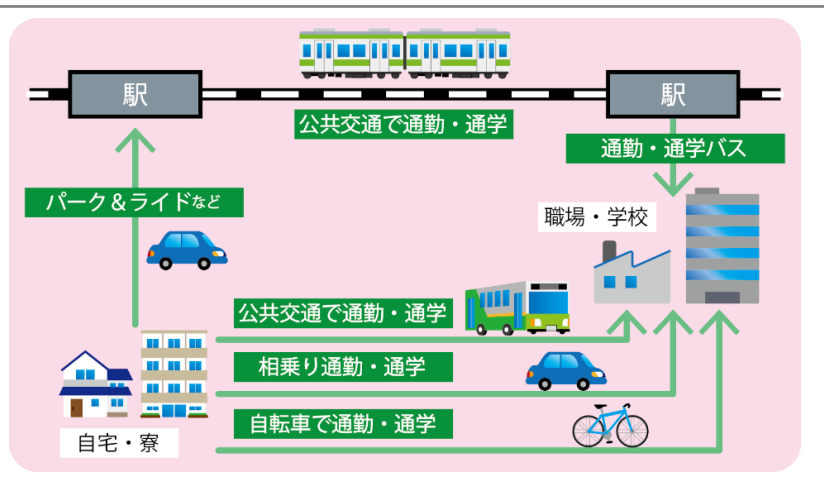 駅
駅
公共交通で通勤・通学
通勤・通学バス
パーク＆ライドなど
職場・学校
公共交通で通勤・通学
相乗り通勤・通学
自転車で通勤・通学
自宅・寮